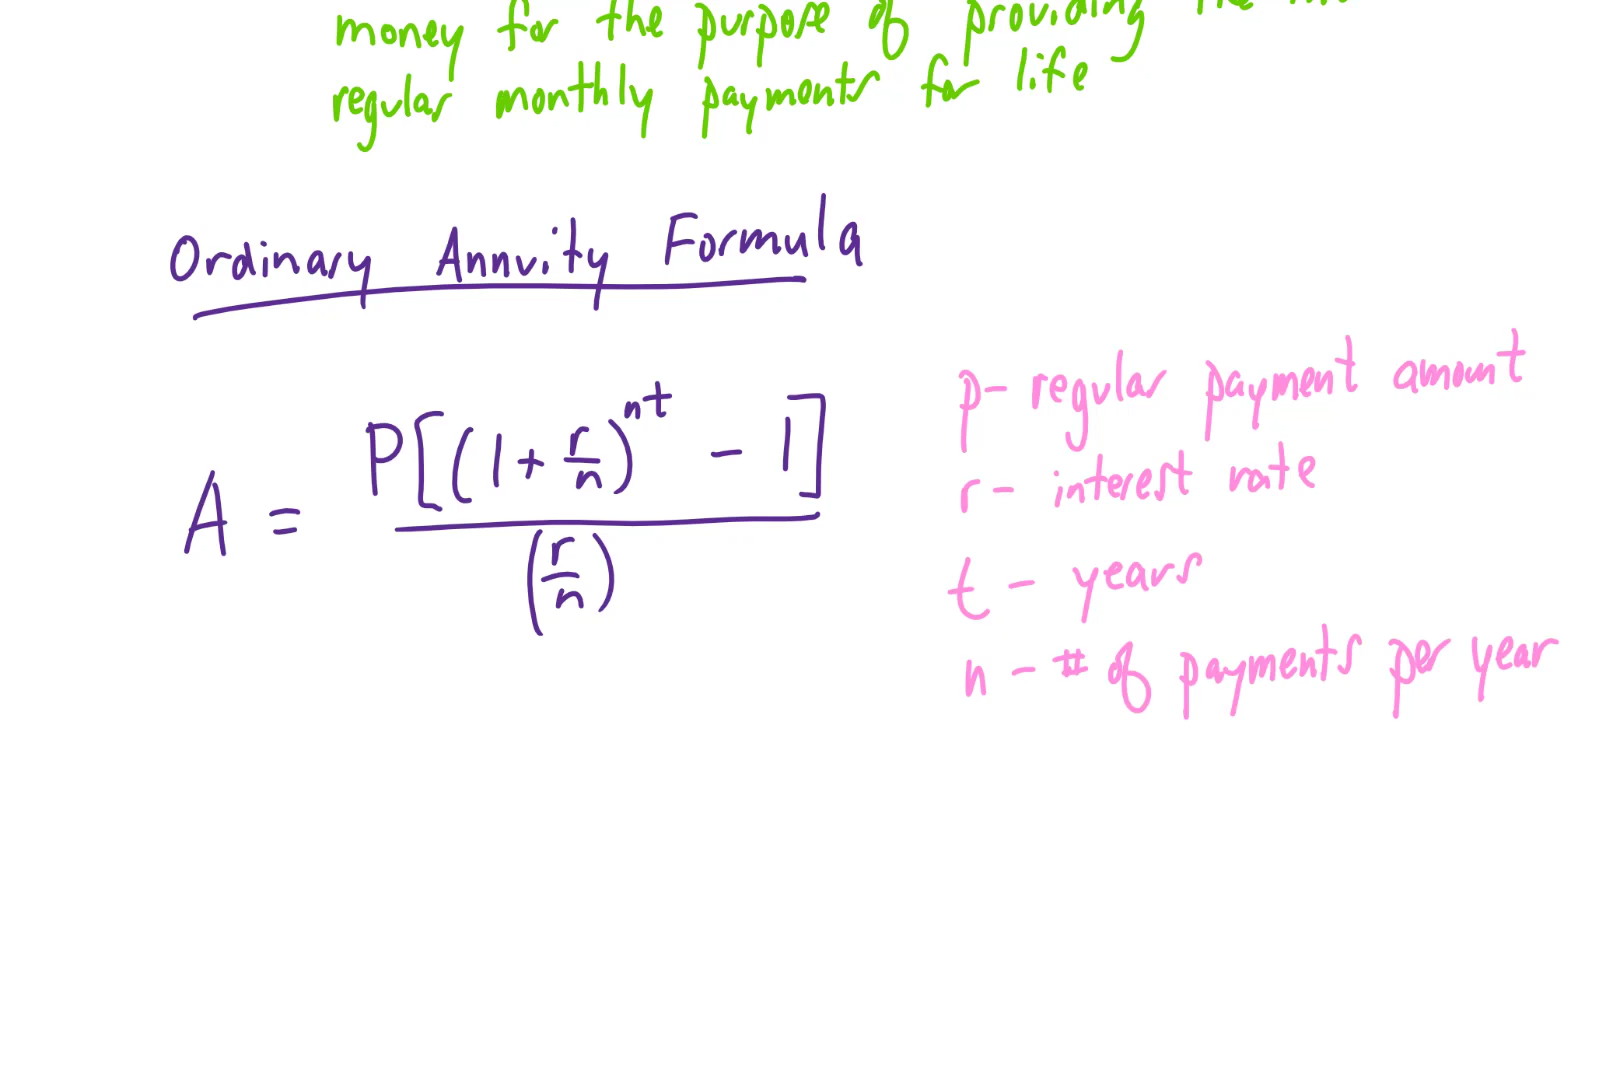 money for the purpose of providing
regular monthly payments for life
Ordinary Annuity Formula
A = P[(1 + r/n)^nt - 1] / (r/n)
p- regular payment amount
r - interest rate
t - years
n - # of payments per year